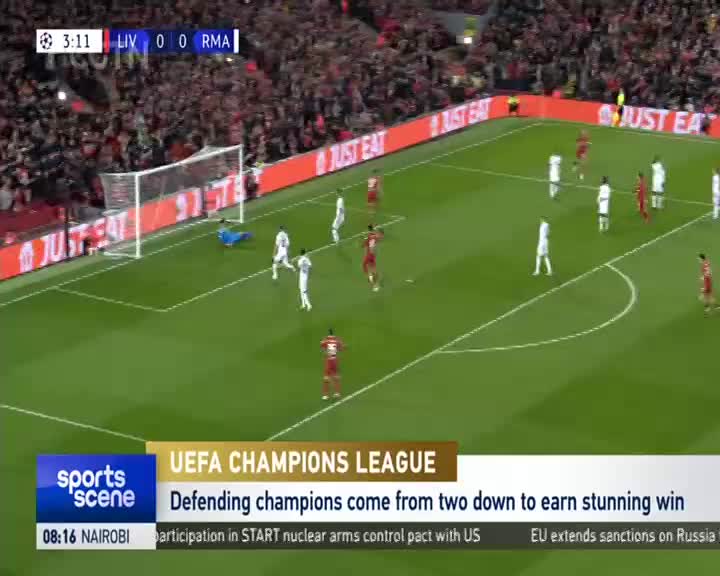 3:11 LIV 0 0 RMA
JUST EAT
JUST EAT
JUST EAT
JUST EAT
JUST EAT
UEFA CHAMPIONS LEAGUE
sports
scene
Defending champions come from two down to earn stunning win
08:16 NAIROBI
participation in START nuclear arms control pact with US EU extends sanctions on Russia